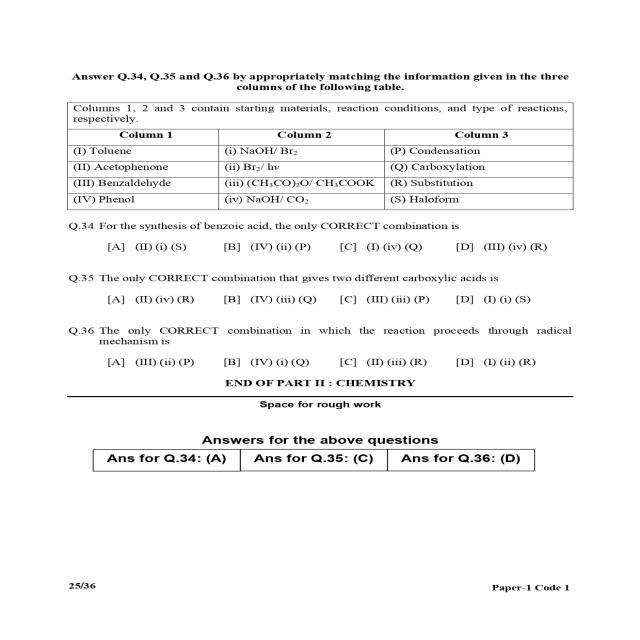 Answer Q.34, Q.35 and Q.36 by appropriately matching the information given in the three
columns of the following table.
Columns 1, 2 and 3 contain starting materials, reaction conditions, and type of reactions,
respectively.
Column 1 Column 2 Column 3
(I) Toluene (i) NaOH/ Br₂ (P) Condensation
(II) Acetophenone (ii) Br₂/ hν (Q) Carboxylation
(III) Benzaldehyde (iii) (CH₃CO)₂O/ CH₃COOK (R) Substitution
(IV) Phenol (iv) NaOH/ CO₂ (S) Haloform
Q.34 For the synthesis of benzoic acid, the only CORRECT combination is
[A] (II) (i) (S) [B] (IV) (ii) (P) [C] (I) (iv) (Q) [D] (III) (iv) (R)
Q.35 The only CORRECT combination that gives two different carboxylic acids is
[A] (II) (iv) (R) [B] (IV) (iii) (Q) [C] (III) (iii) (P) [D] (I) (i) (S)
Q.36 The only CORRECT combination in which the reaction proceeds through radical
mechanism is
[A] (III) (ii) (P) [B] (IV) (i) (Q) [C] (II) (iii) (R) [D] (I) (ii) (R)
END OF PART II : CHEMISTRY
Space for rough work
Answers for the above questions
Ans for Q.34: (A) Ans for Q.35: (C) Ans for Q.36: (D)
25/36 Paper-1 Code 1